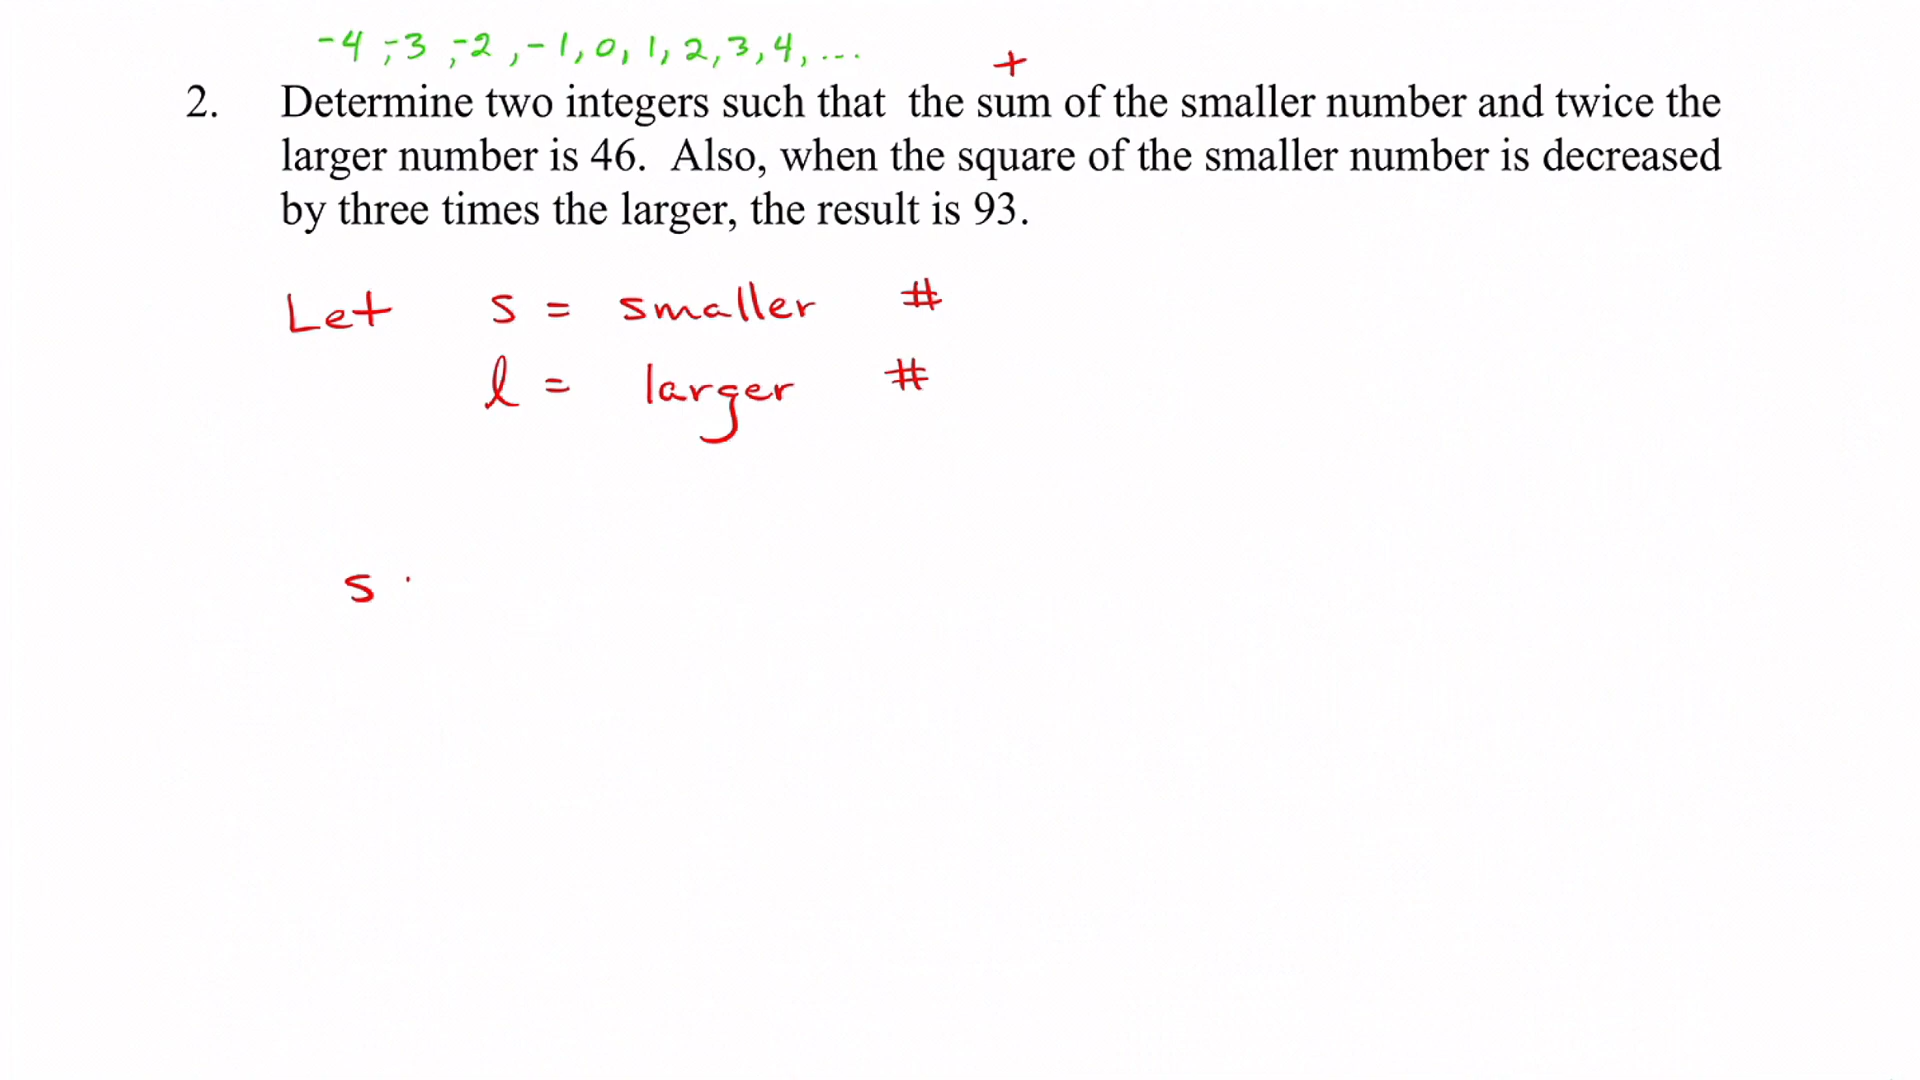 -4, -3, -2, -1, 0, 1, 2, 3, 4, ...
+
2. Determine two integers such that the sum of the smaller number and twice the
larger number is 46. Also, when the square of the smaller number is decreased
by three times the larger, the result is 93.
Let s = smaller #
l = larger #
s